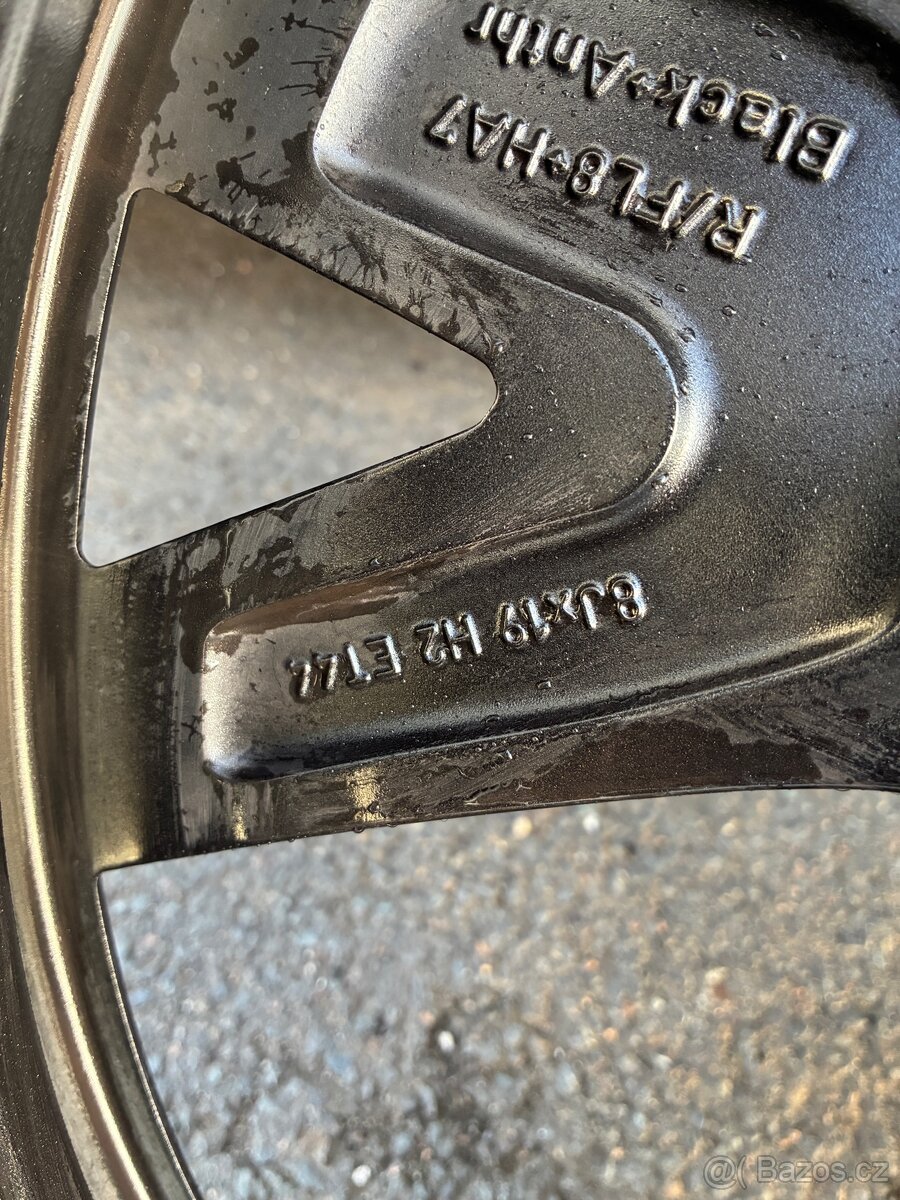 R/FL8+HA7
Black+Anthr
8Jx19 H2 ET44
@( Bazos.cz